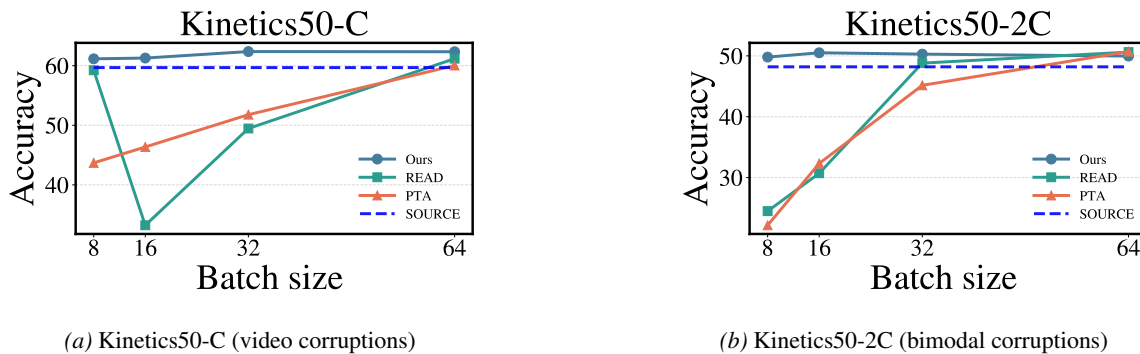 Kinetics50-C
Accuracy
60
50
40
Ours
READ
PTA
SOURCE
8 16 32 64
Batch size
(a) Kinetics50-C (video corruptions)
Kinetics50-2C
Accuracy
50
40
30
Ours
READ
PTA
SOURCE
8 16 32 64
Batch size
(b) Kinetics50-2C (bimodal corruptions)